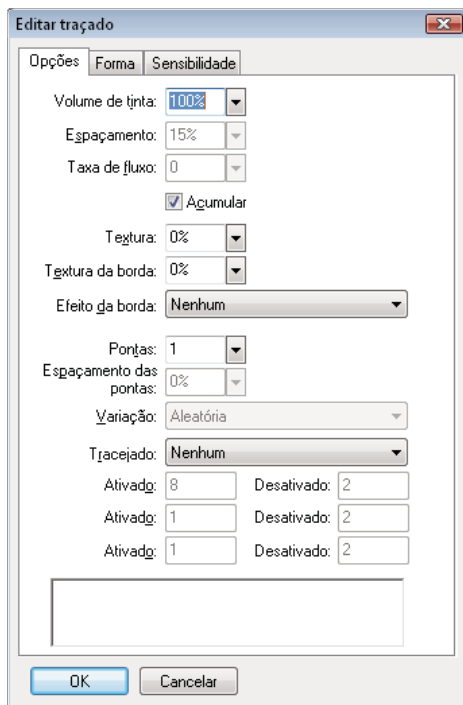 Editar traçado
Opções Forma Sensibilidade
Volume de tinta: 100%
Espaçamento: 15%
Taxa de fluxo: 0
Acumular
Textura: 0%
Textura da borda: 0%
Efeito da borda: Nenhum
Pontas: 1
Espaçamento das
pontas: 0%
Variação: Aleatória
Tracejado: Nenhum
Ativado: 8 Desativado: 2
Ativado: 1 Desativado: 2
Ativado: 1 Desativado: 2
OK Cancelar